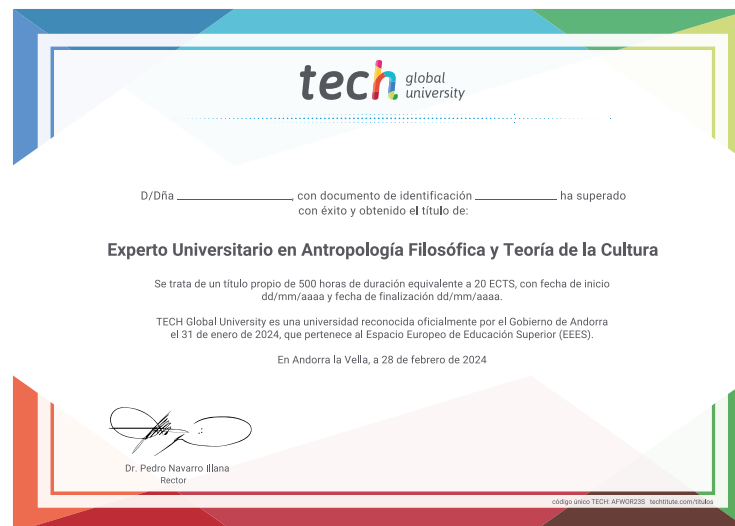 tech global university
D/Dña ______________________, con documento de identificación ________________ ha superado
con éxito y obtenido el título de:
Experto Universitario en Antropología Filosófica y Teoría de la Cultura
Se trata de un título propio de 500 horas de duración equivalente a 20 ECTS, con fecha de inicio
dd/mm/aaaa y fecha de finalización dd/mm/aaaa.
TECH Global University es una universidad reconocida oficialmente por el Gobierno de Andorra
el 31 de enero de 2024, que pertenece al Espacio Europeo de Educación Superior (EEES).
En Andorra la Vella, a 28 de febrero de 2024
Dr. Pedro Navarro Illana
Rector
código único TECH: AFWOR23S techtitute.com/titulos